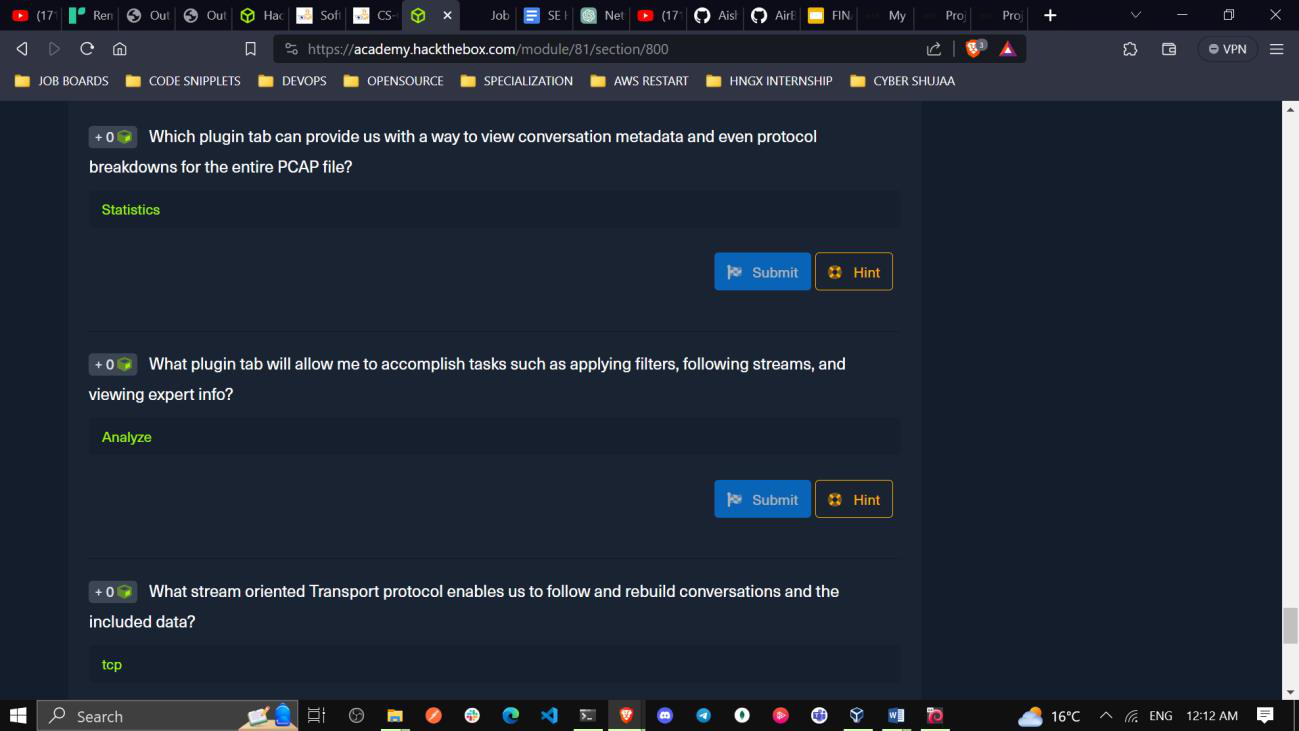 (171 Ren Out Out Hac Soft CS- Job SE H Net (171 Aish AirB FIN My Proj Proj
https://academy.hackthebox.com/module/81/section/800 3 VPN
JOB BOARDS CODE SNIPPLETS DEVOPS OPENSOURCE SPECIALIZATION AWS RESTART HNGX INTERNSHIP CYBER SHUJAA
+ 0 Which plugin tab can provide us with a way to view conversation metadata and even protocol
breakdowns for the entire PCAP file?
Statistics
Submit Hint
+ 0 What plugin tab will allow me to accomplish tasks such as applying filters, following streams, and
viewing expert info?
Analyze
Submit Hint
+ 0 What stream oriented Transport protocol enables us to follow and rebuild conversations and the
included data?
tcp
Search 16°C ENG 12:12 AM